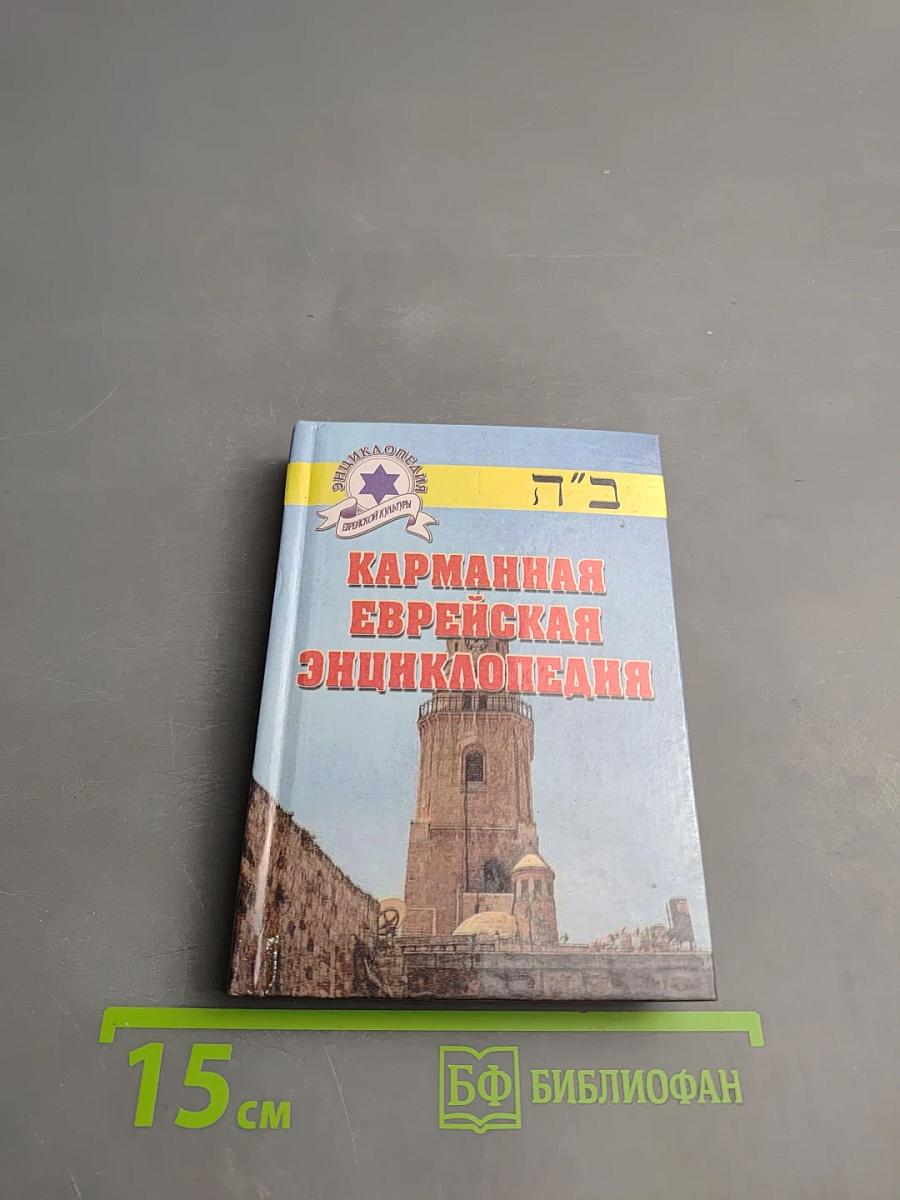 ЭНЦИКЛОПЕДИЯ
ЕВРЕЙСКОЙ КУЛЬТУРЫ
ב״ה
КАРМАННАЯ
ЕВРЕЙСКАЯ
ЭНЦИКЛОПЕДИЯ
15 см
БФ БИБЛИОФАН